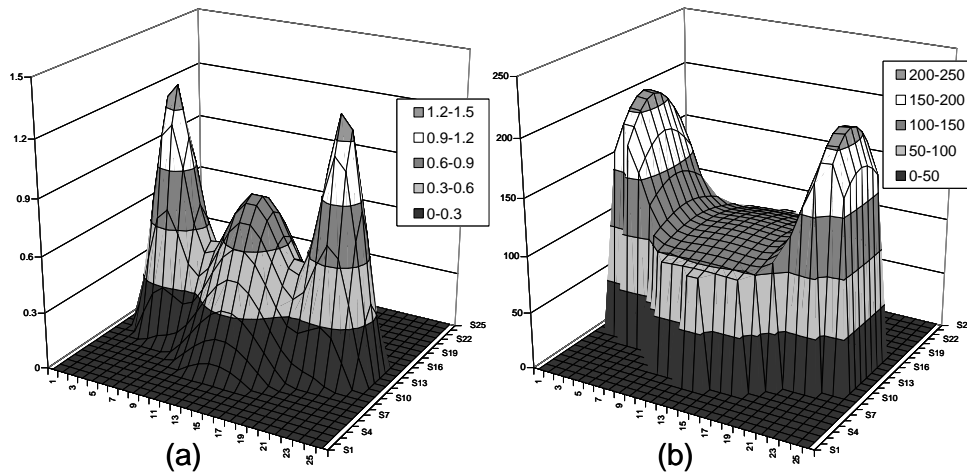 1.5
1.2
0.9
0.6
0.3
0
1.2-1.5
0.9-1.2
0.6-0.9
0.3-0.6
0-0.3
1
3
5
7
9
11
13
15
17
19
21
23
25
S1
S4
S7
S10
S13
S16
S19
S22
S25
(a)
250
200
150
100
50
0
200-250
150-200
100-150
50-100
0-50
1
3
5
7
9
11
13
15
17
19
21
23
25
S1
S4
S7
S10
S13
S16
S19
S22
S2
(b)